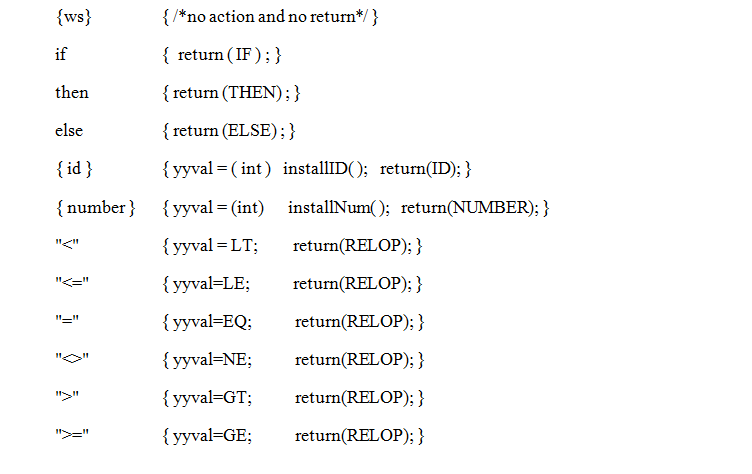 {ws} { /*no action and no return*/ }
if { return ( IF ) ; }
then { return (THEN) ; }
else { return (ELSE) ; }
{ id } { yyval = ( int ) installID( ); return(ID); }
{ number } { yyval = (int) installNum( ); return(NUMBER); }
"<" { yyval = LT; return(RELOP); }
"<=" { yyval=LE; return(RELOP); }
"=" { yyval=EQ; return(RELOP); }
"<>" { yyval=NE; return(RELOP); }
">" { yyval=GT; return(RELOP); }
">=" { yyval=GE; return(RELOP); }